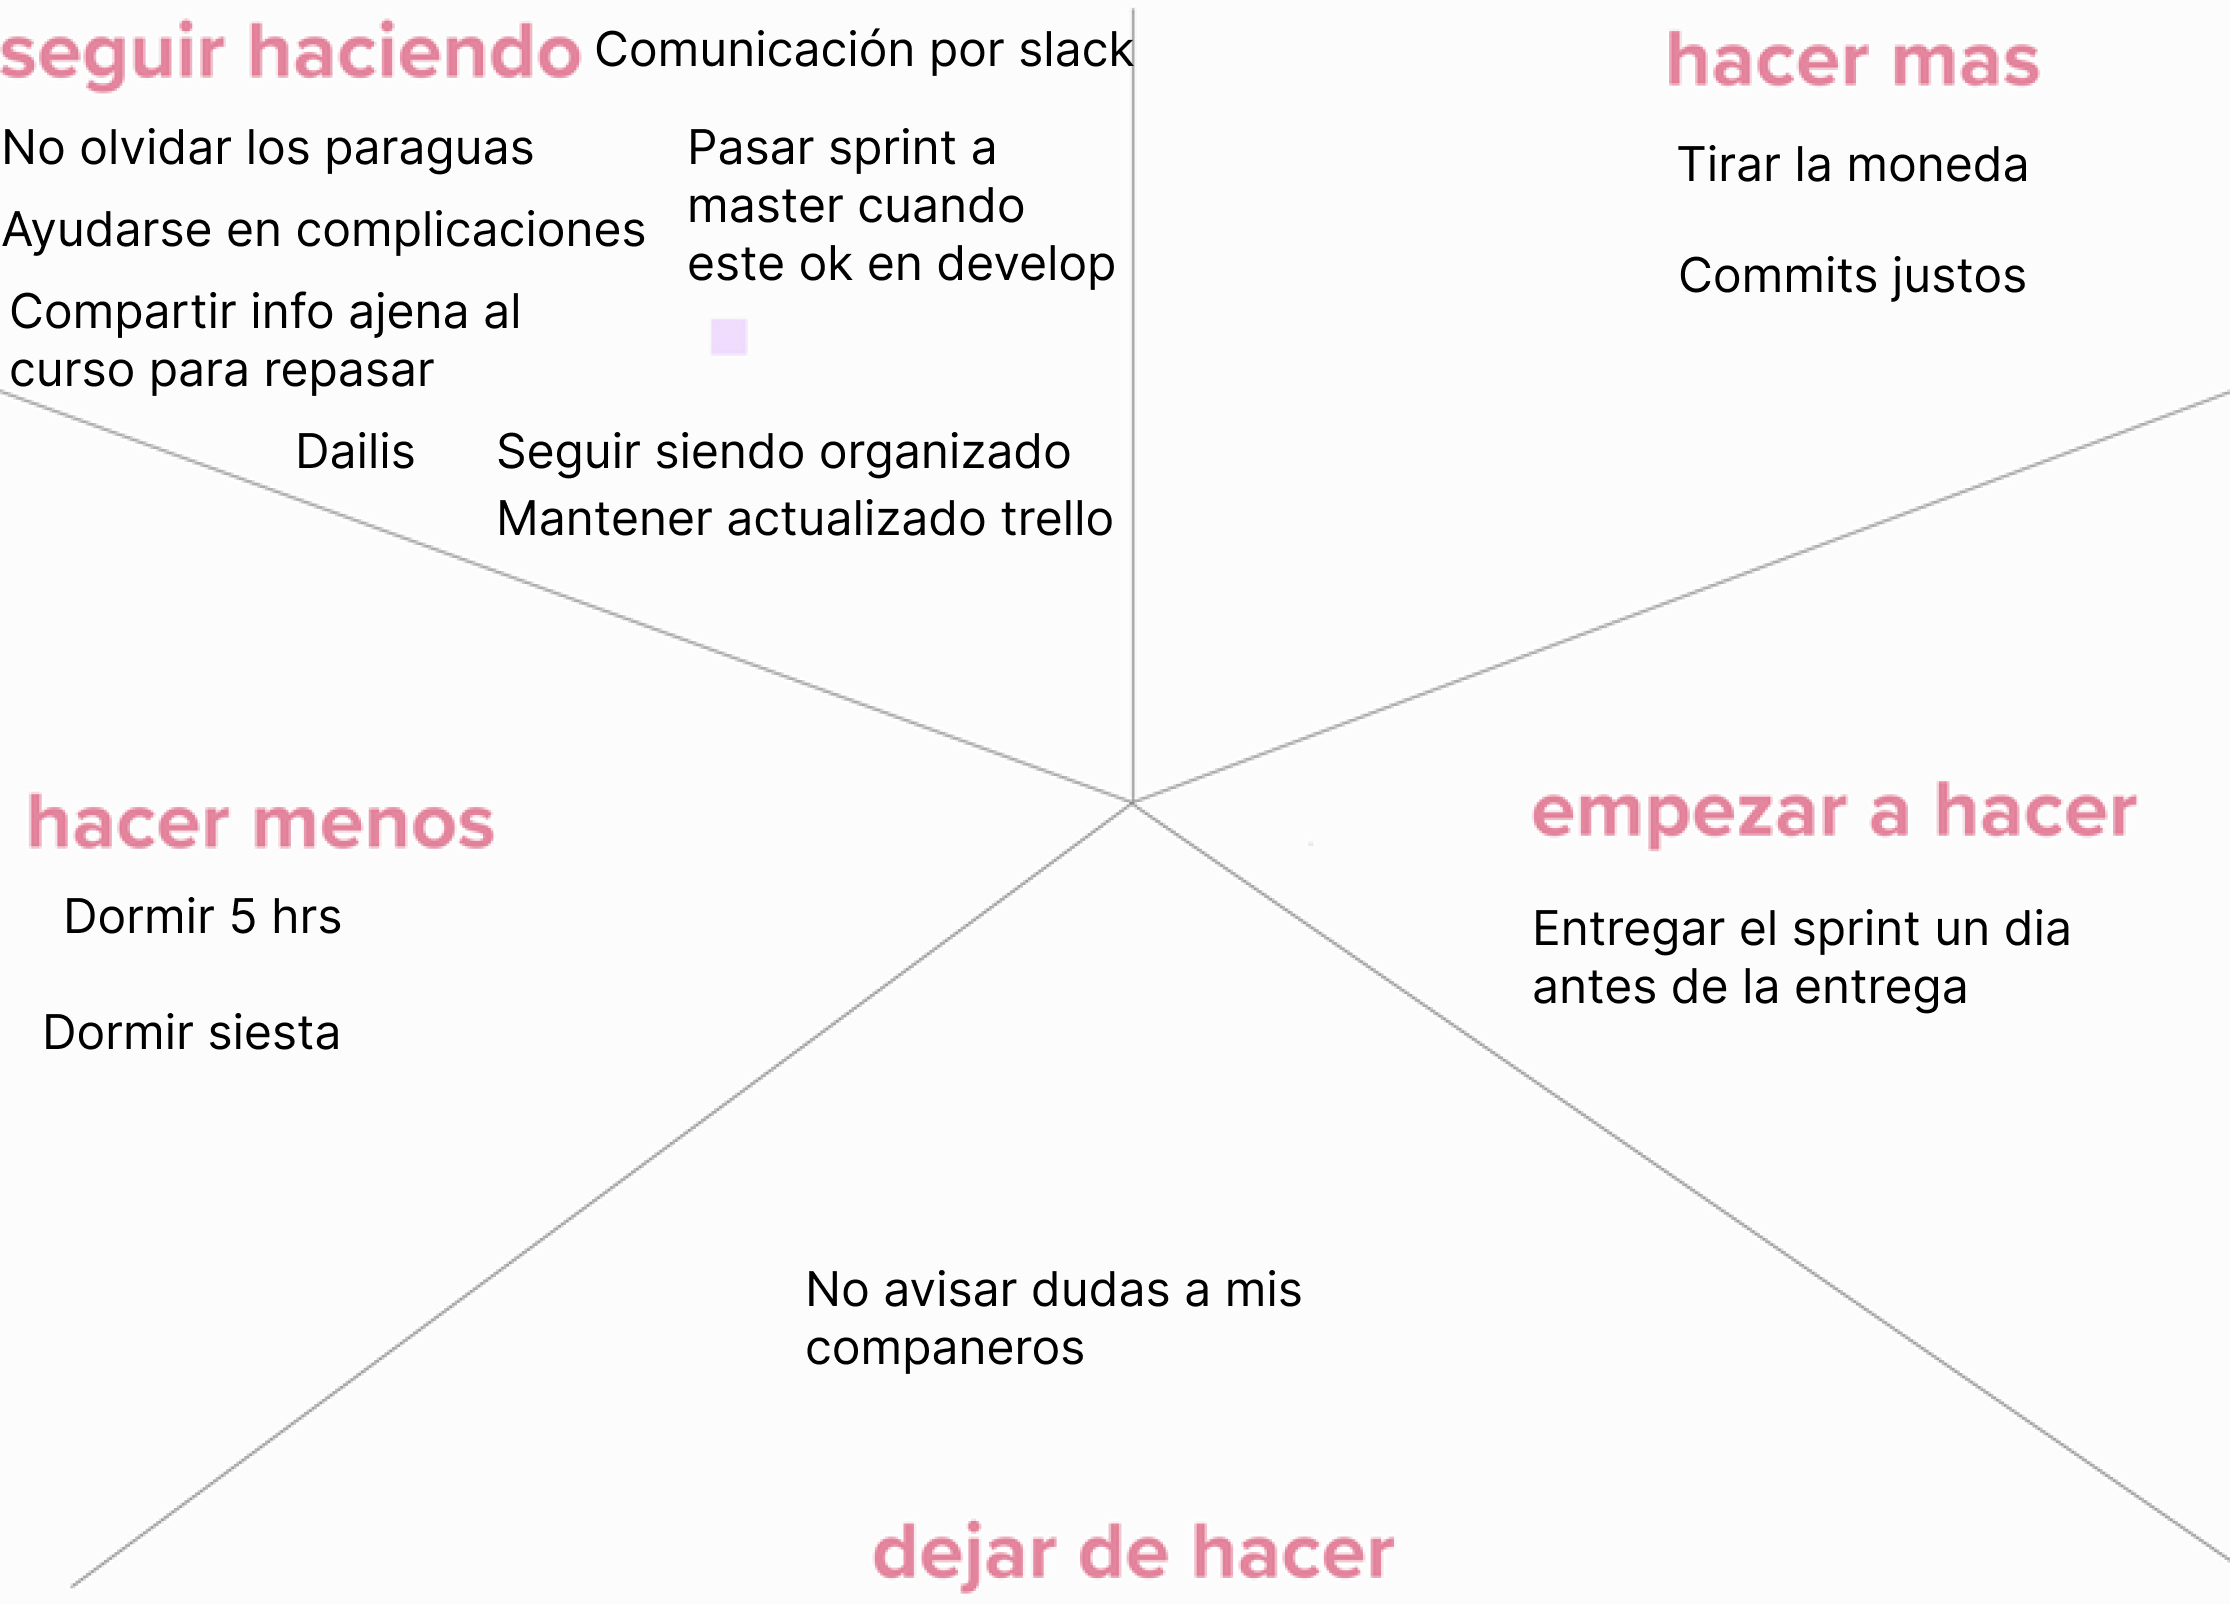 seguir haciendo
Comunicación por slack
No olvidar los paraguas
Ayudarse en complicaciones
Compartir info ajena al
curso para repasar
Pasar sprint a
master cuando
este ok en develop
Dailis
Seguir siendo organizado
Mantener actualizado trello
hacer mas
Tirar la moneda
Commits justos
hacer menos
Dormir 5 hrs
Dormir siesta
empezar a hacer
Entregar el sprint un dia
antes de la entrega
No avisar dudas a mis
companeros
dejar de hacer